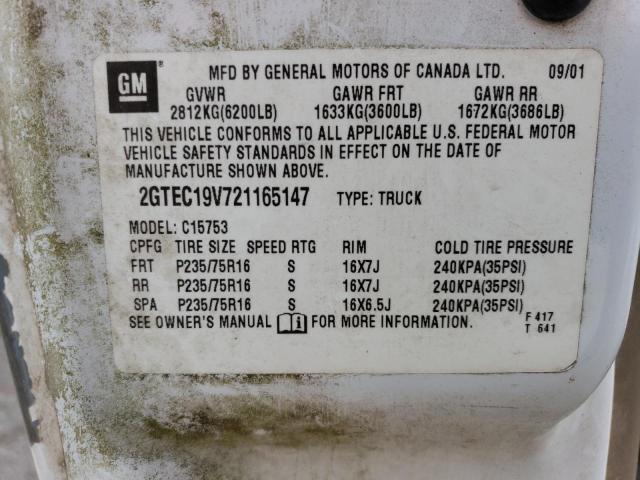 GM ® MFD BY GENERAL MOTORS OF CANADA LTD. 09/01
GVWR GAWR FRT GAWR RR
2812KG(6200LB) 1633KG(3600LB) 1672KG(3686LB)
THIS VEHICLE CONFORMS TO ALL APPLICABLE U.S. FEDERAL MOTOR
VEHICLE SAFETY STANDARDS IN EFFECT ON THE DATE OF
MANUFACTURE SHOWN ABOVE.
2GTEC19V721165147 TYPE: TRUCK
MODEL: C15753
CPFG TIRE SIZE SPEED RTG RIM COLD TIRE PRESSURE
FRT P235/75R16 S 16X7J 240KPA(35PSI)
RR P235/75R16 S 16X7J 240KPA(35PSI)
SPA P235/75R16 S 16X6.5J 240KPA(35PSI)
SEE OWNER'S MANUAL i FOR MORE INFORMATION. F 417
T 641